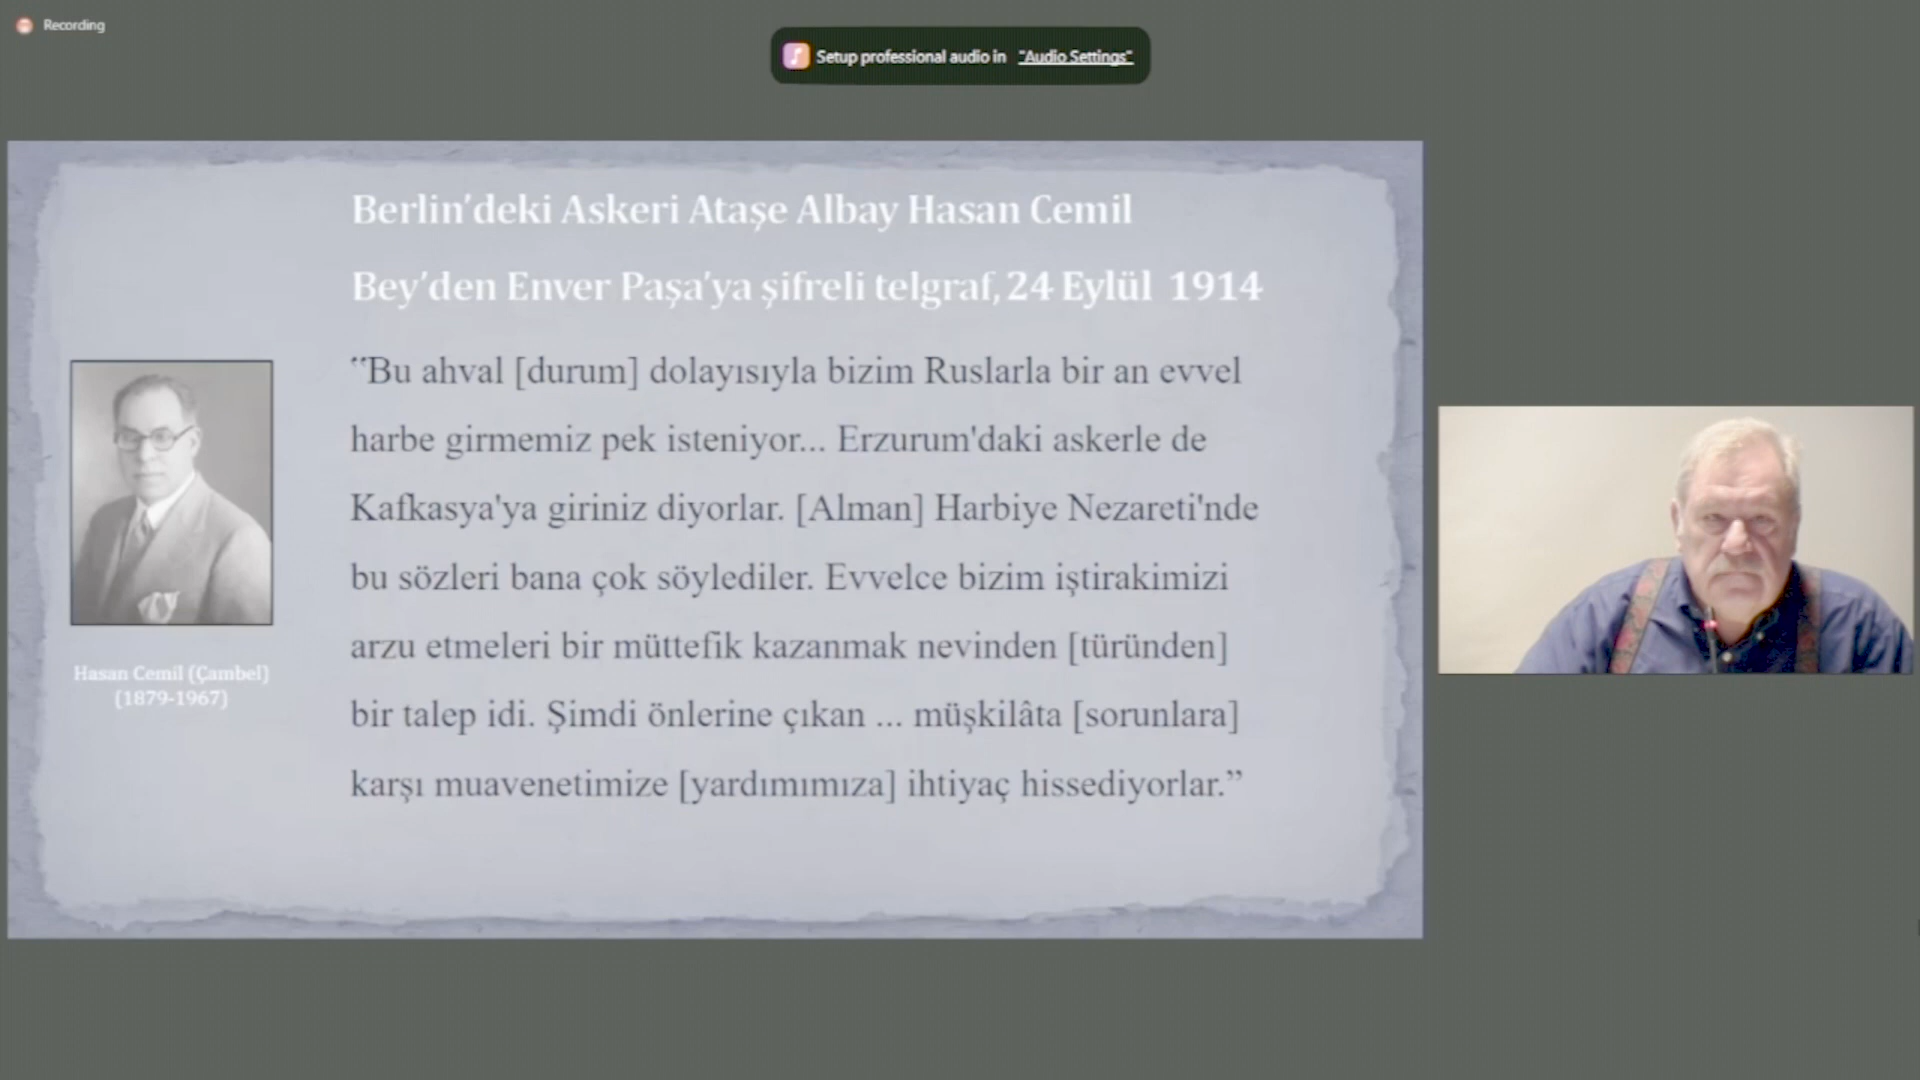 Recording
Setup professional audio in "Audio Settings"
Berlin'deki Askeri Ataşe Albay Hasan Cemil
Bey'den Enver Paşa'ya şifreli telgraf, 24 Eylül 1914
“Bu ahval [durum] dolayısıyla bizim Ruslarla bir an evvel
harbe girmemiz pek isteniyor... Erzurum'daki askerle de
Kafkasya'ya giriniz diyorlar. [Alman] Harbiye Nezareti'nde
bu sözleri bana çok söylediler. Evvelce bizim iştirakimizi
arzu etmeleri bir müttefik kazanmak nevinden [türünden]
bir talep idi. Şimdi önlerine çıkan ... müşkilâta [sorunlara]
karşı muavenetimize [yardımımıza] ihtiyaç hissediyorlar.”
Hasan Cemil (Çambel)
(1879-1967)